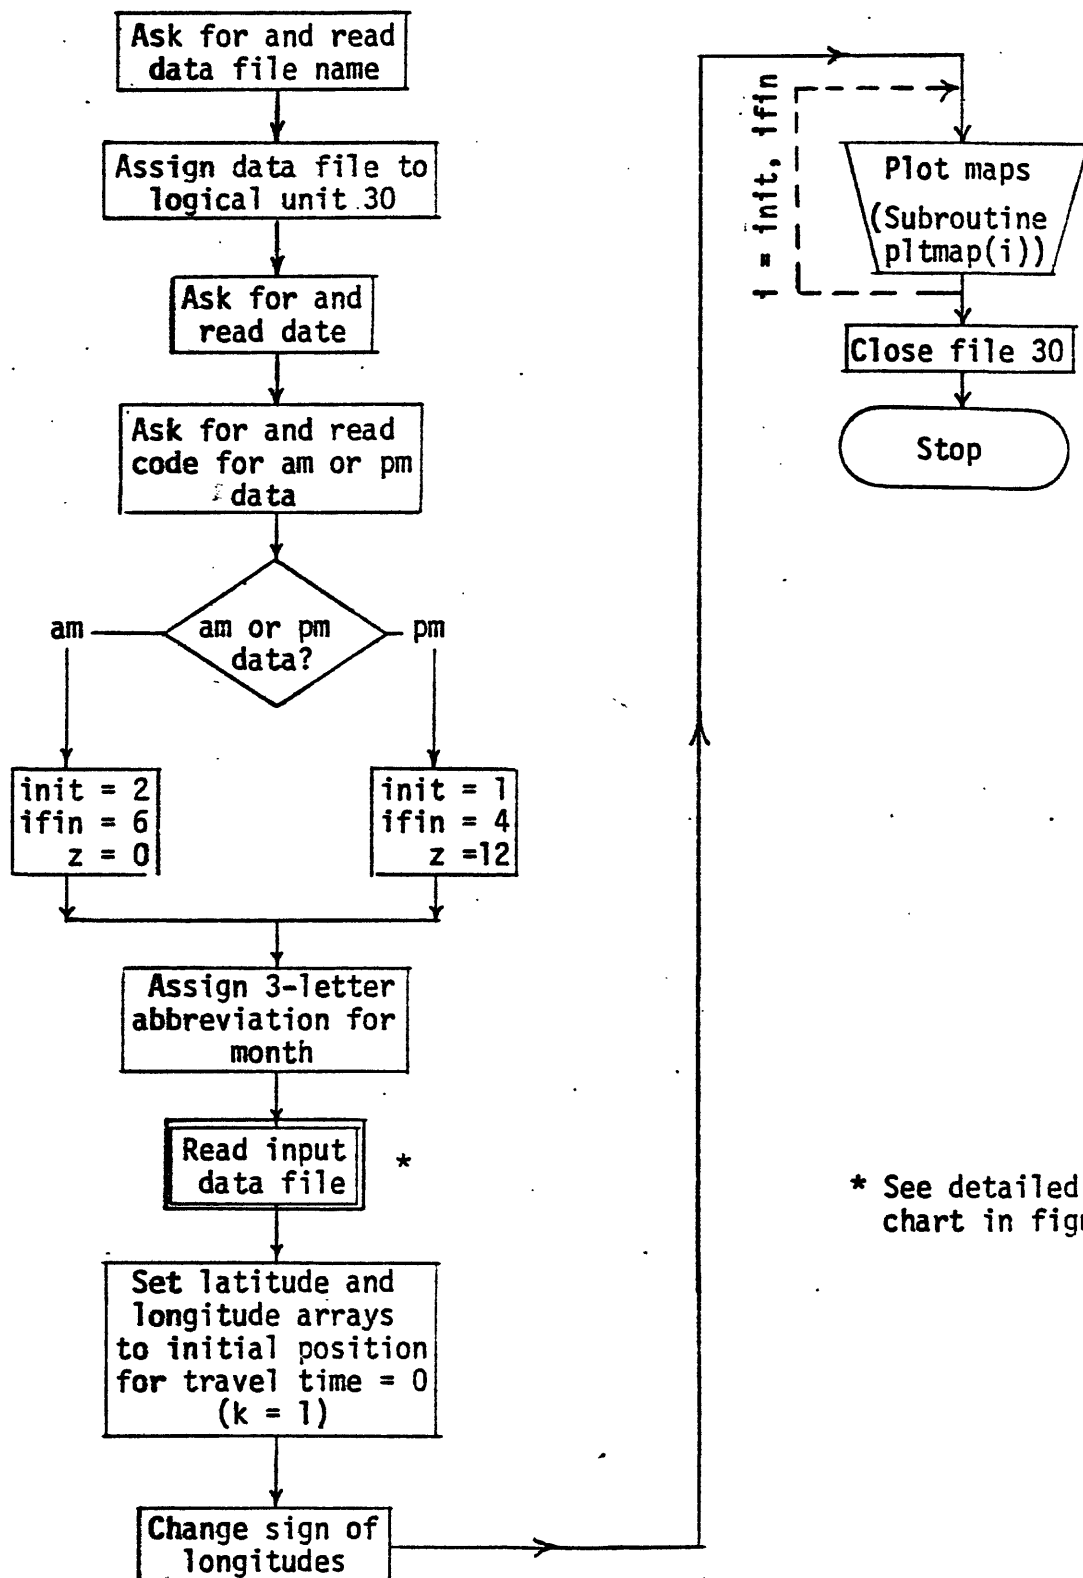 Ask for and read
data file name
Assign data file to
logical unit 30
Ask for and
read date
Ask for and read
code for am or pm
data
am or pm
data?
am
pm
init = 2
ifin = 6
z = 0
init = 1
ifin = 4
z =12
Assign 3-letter
abbreviation for
month
Read input
data file
*
Set latitude and
longitude arrays
to initial position
for travel time = 0
(k = 1)
Change sign of
longitudes
i = init, ifin
Plot maps
(Subroutine
pltmap(i))
Close file 30
Stop
* See detailed
chart in figu